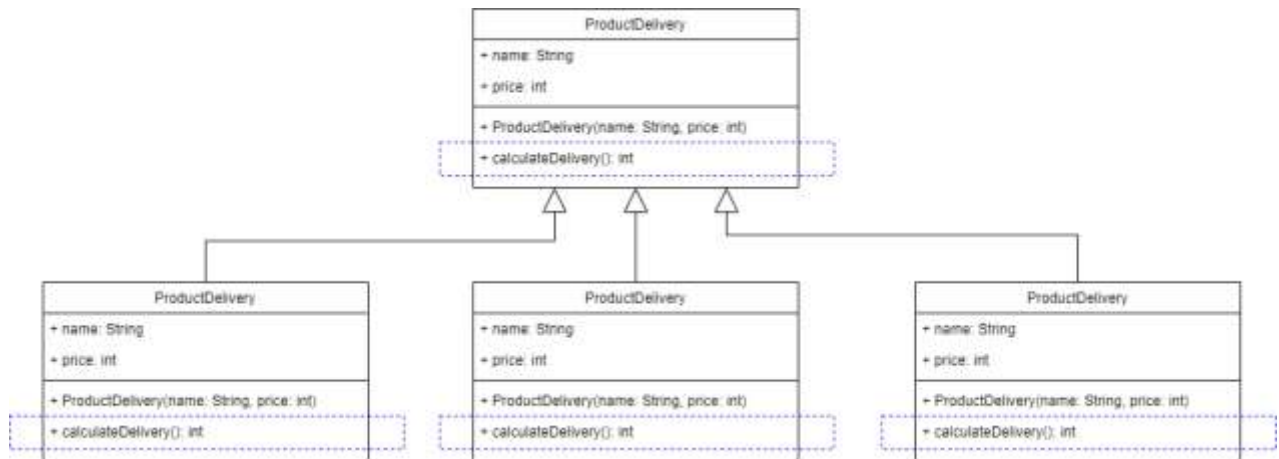 ProductDelivery
+ name: String
+ price: int
+ ProductDelivery(name: String, price: int)
+ calculateDelivery(): int
ProductDelivery
+ name: String
+ price: int
+ ProductDelivery(name: String, price: int)
+ calculateDelivery(): int
ProductDelivery
+ name: String
+ price: int
+ ProductDelivery(name: String, price: int)
+ calculateDelivery(): int
ProductDelivery
+ name: String
+ price: int
+ ProductDelivery(name: String, price: int)
+ calculateDelivery(): int